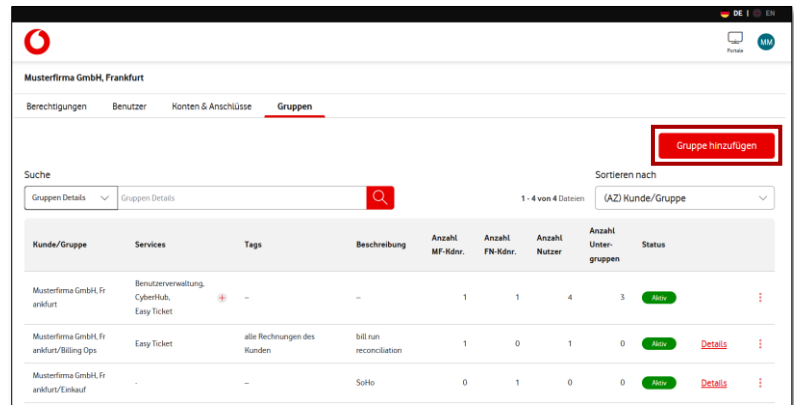 DE | EN
Portale
MM
Musterfirma GmbH, Frankfurt
Berechtigungen Benutzer Konten & Anschlüsse Gruppen
Gruppe hinzufügen
Suche
Sortieren nach
Gruppen Details Gruppen Details 1 - 4 von 4 Dateien (AZ) Kunde/Gruppe
Kunde/Gruppe Services Tags Beschreibung Anzahl MF-Kdnr. Anzahl FN-Kdnr. Anzahl Nutzer Anzahl Unter-gruppen Status
Musterfirma GmbH, Fr
ankfurt
Benutzerverwaltung,
CyberHub,
Easy Ticket
+ – – 1 1 4 3 Aktiv
Musterfirma GmbH, Fr
ankfurt/Billing Ops
Easy Ticket
alle Rechnungen des
Kunden
bill run
reconciliation
1 0 1 0 Aktiv Details
Musterfirma GmbH, Fr
ankfurt/Einkauf
- – SoHo 0 1 0 0 Aktiv Details